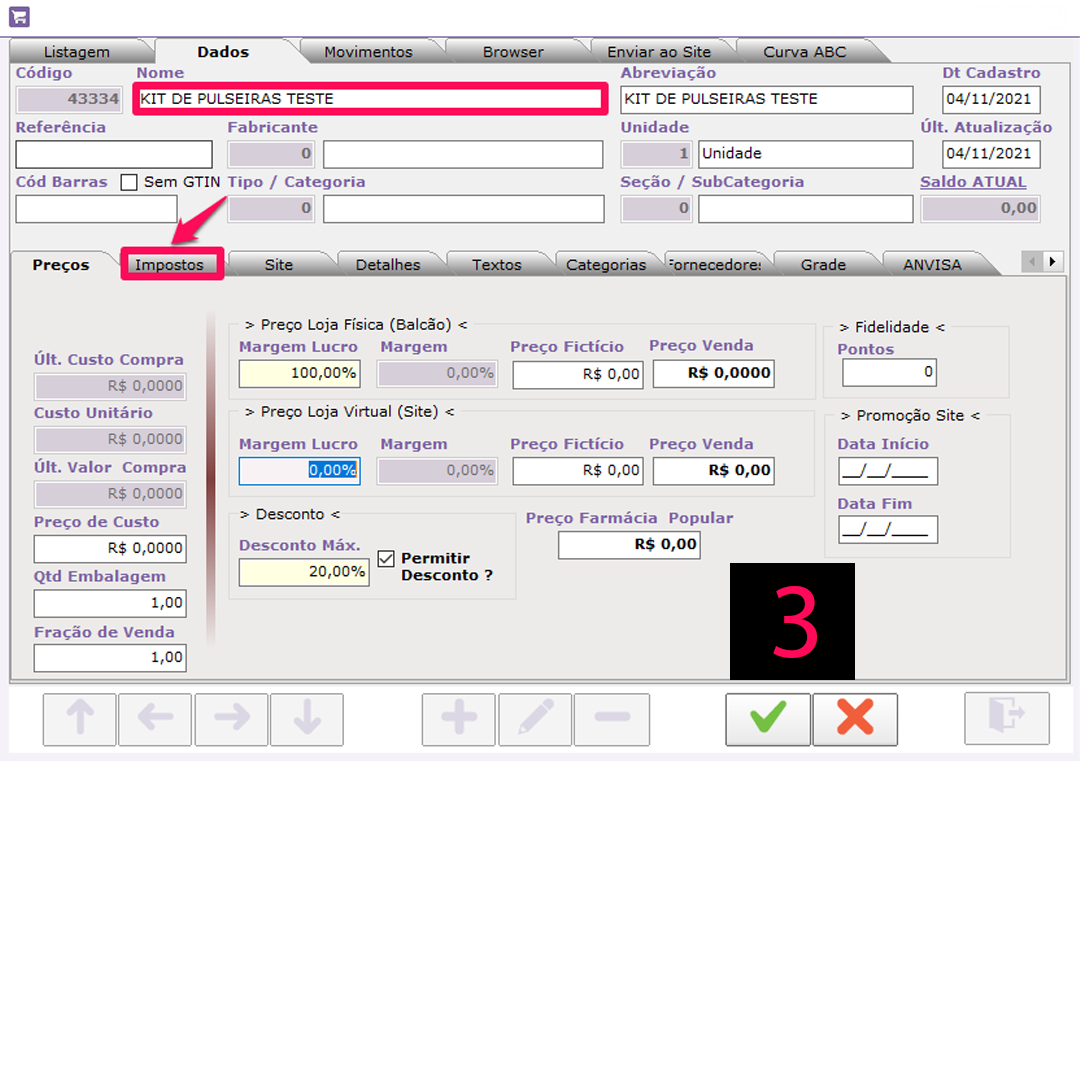 Listagem Dados Movimentos Browser Enviar ao Site Curva ABC
Código Nome Abreviação Dt Cadastro
43334 KIT DE PULSEIRAS TESTE KIT DE PULSEIRAS TESTE 04/11/2021
Referência Fabricante Unidade Últ. Atualização
0 1 Unidade 04/11/2021
Cód Barras Sem GTIN Tipo / Categoria Seção / SubCategoria Saldo ATUAL
0 0 0,00
Preços Impostos Site Detalhes Textos Categorias Fornecedores Grade ANVISA
> Preço Loja Física (Balcão) < > Fidelidade <
Margem Lucro Margem Preço Fictício Preço Venda Pontos
Últ. Custo Compra
100,00% 0,00% R$ 0,00 R$ 0,0000 0
R$ 0,0000
> Preço Loja Virtual (Site) < > Promoção Site <
Custo Unitário
R$ 0,0000
Margem Lucro Margem Preço Fictício Preço Venda Data Início
Últ. Valor Compra
0,00% 0,00% R$ 0,00 R$ 0,00 __/__/____
R$ 0,0000
> Desconto < Preço Farmácia Popular Data Fim
Preço de Custo
__/__/____
R$ 0,0000
Desconto Máx. Permitir Desconto ? R$ 0,00
20,00%
Qtd Embalagem
1,00
Fração de Venda
1,00
3